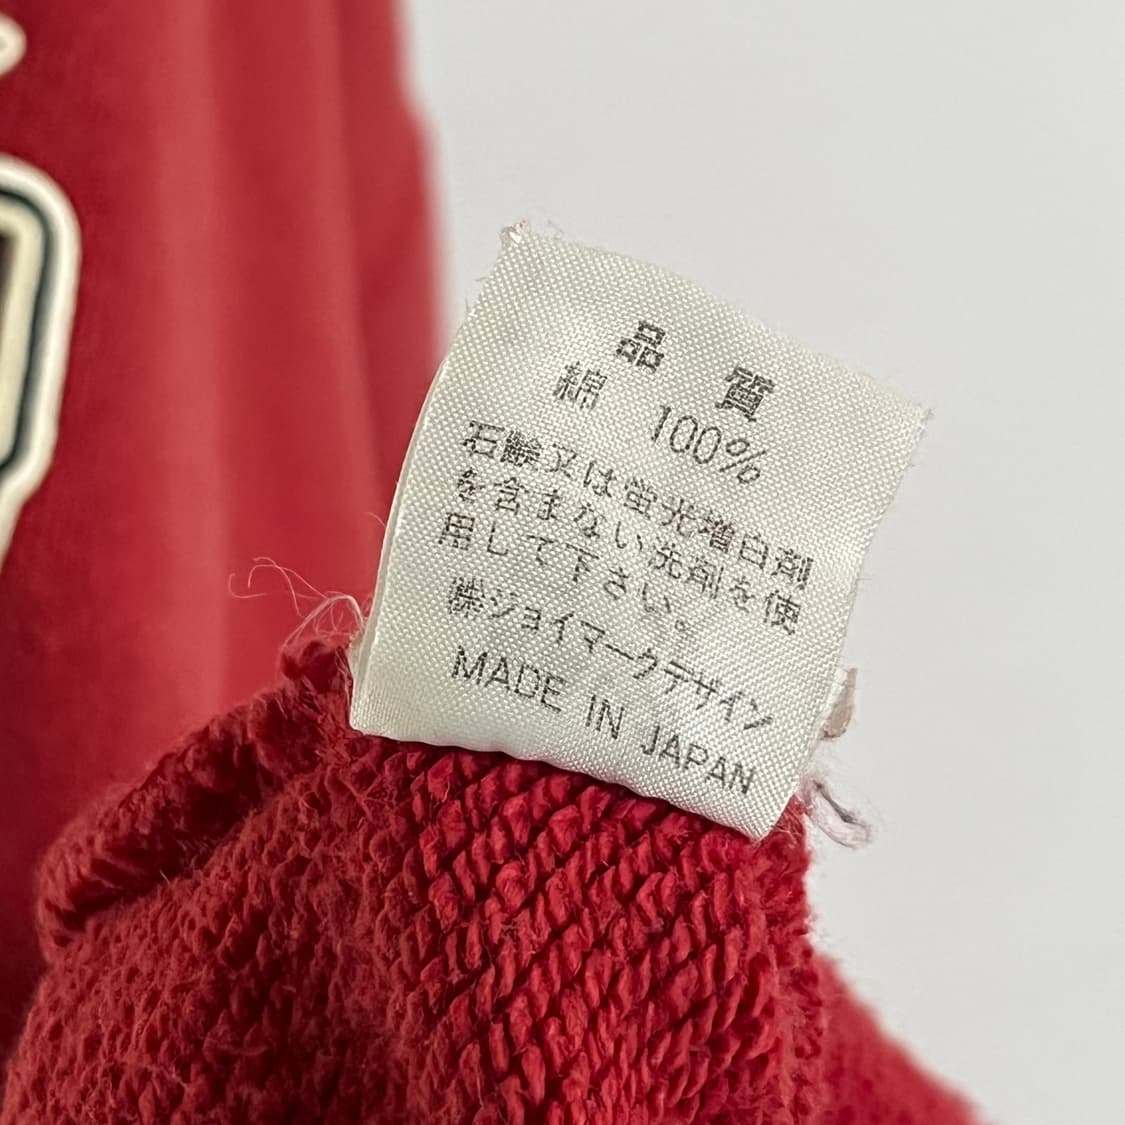 品 質
綿 100%
石鹸又は蛍光増白剤
を含まない洗剤を使
用して下さい。
㈱ジョイマークデザイン
MADE IN JAPAN